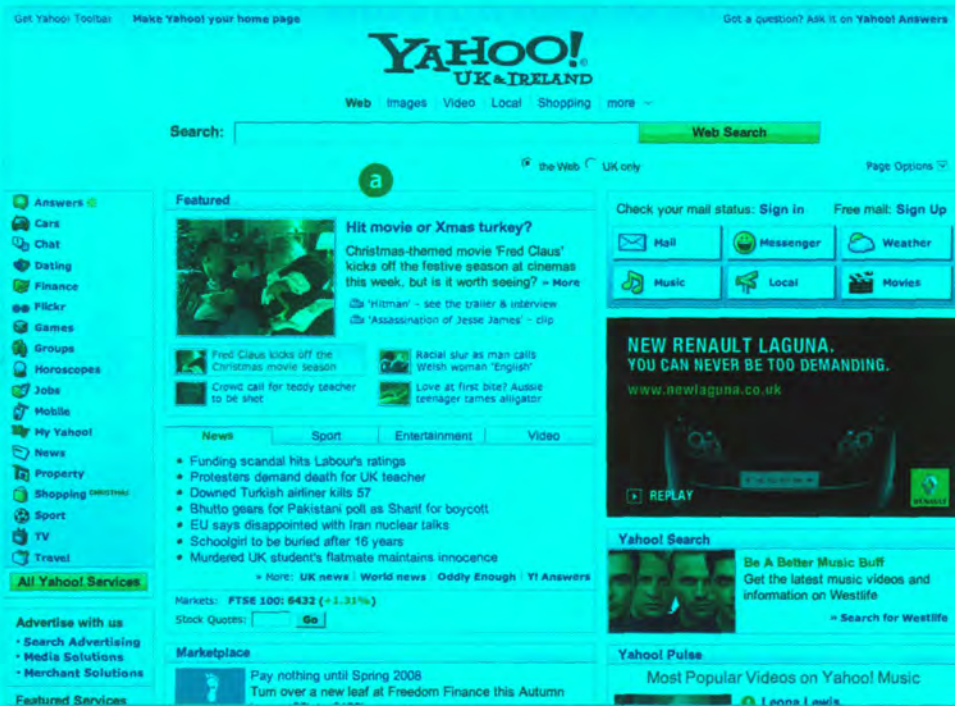 Get Yahoo! Toolbar Make Yahoo! your home page
Got a question? Ask it on Yahoo! Answers
YAHOO!
UK & IRELAND
Web Images Video Local Shopping more
Search: Web Search
the Web UK only
Page Options
a
Answers
Cars
Chat
Dating
Finance
Flickr
Games
Groups
Horoscopes
Jobs
Mobile
My Yahoo!
News
Property
Shopping CHRISTMAS
Sport
TV
Travel
All Yahoo! Services
Advertise with us
• Search Advertising
• Media Solutions
• Merchant Solutions
Featured Services
Featured
Hit movie or Xmas turkey?
Christmas-themed movie 'Fred Claus'
kicks off the festive season at cinemas
this week, but is it worth seeing? » More
'Hitman' - see the trailer & interview
'Assassination of Jesse James' - clip
Fred Claus kicks off the
Christmas movie season
Racial slur as man calls
Welsh woman 'English'
Crowd call for teddy teacher
to be shot
Love at first bite? Aussie
teenager tames alligator
News Sport Entertainment Video
• Funding scandal hits Labour's ratings
• Protesters demand death for UK teacher
• Downed Turkish airliner kills 57
• Bhutto gears for Pakistani poll as Sharif for boycott
• EU says disappointed with Iran nuclear talks
• Schoolgirl to be buried after 16 years
• Murdered UK student's flatmate maintains innocence
» More: UK news World news Oddly Enough Y! Answers
Markets: FTSE 100: 6432 (+1.31%)
Stock Quotes: Go
Marketplace
Pay nothing until Spring 2008
Turn over a new leaf at Freedom Finance this Autumn
Check your mail status: Sign in Free mail: Sign Up
Mail Messenger Weather
Music Local Movies
NEW RENAULT LAGUNA.
YOU CAN NEVER BE TOO DEMANDING.
www.newlaguna.co.uk
REPLAY
RENAULT
Yahoo! Search
Be A Better Music Buff
Get the latest music videos and
information on Westlife
» Search for Westlife
Yahoo! Pulse
Most Popular Videos on Yahoo! Music
Leona Lewis,